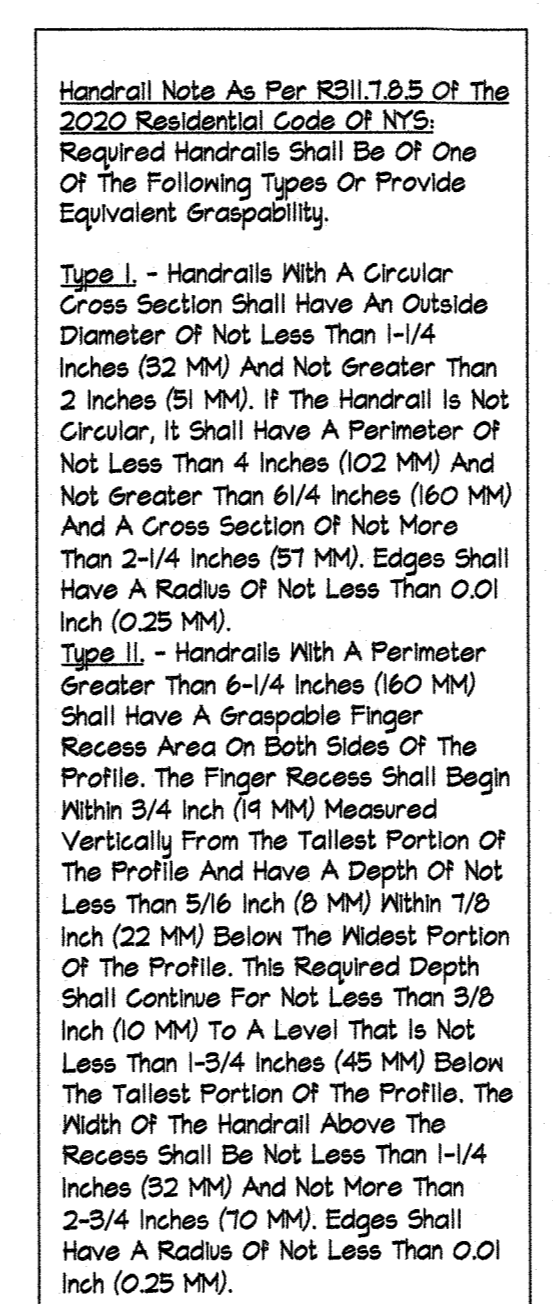 Handrail Note As Per R311.7.8.5 Of The
2020 Residential Code Of NYS:
Required Handrails Shall Be Of One
Of The Following Types Or Provide
Equivalent Graspability.
Type I. - Handrails With A Circular
Cross Section Shall Have An Outside
Diameter Of Not Less Than 1-1/4
Inches (32 MM) And Not Greater Than
2 Inches (51 MM). If The Handrail Is Not
Circular, It Shall Have A Perimeter Of
Not Less Than 4 Inches (102 MM) And
Not Greater Than 61/4 Inches (160 MM)
And A Cross Section Of Not More
Than 2-1/4 Inches (57 MM). Edges Shall
Have A Radius Of Not Less Than 0.01
Inch (0.25 MM).
Type II. - Handrails With A Perimeter
Greater Than 6-1/4 Inches (160 MM)
Shall Have A Graspable Finger
Recess Area On Both Sides Of The
Profile. The Finger Recess Shall Begin
Within 3/4 Inch (19 MM) Measured
Vertically From The Tallest Portion Of
The Profile And Have A Depth Of Not
Less Than 5/16 Inch (8 MM) Within 7/8
Inch (22 MM) Below The Widest Portion
Of The Profile. This Required Depth
Shall Continue For Not Less Than 3/8
Inch (10 MM) To A Level That Is Not
Less Than 1-3/4 Inches (45 MM) Below
The Tallest Portion Of The Profile. The
Width Of The Handrail Above The
Recess Shall Be Not Less Than 1-1/4
Inches (32 MM) And Not More Than
2-3/4 Inches (70 MM). Edges Shall
Have A Radius Of Not Less Than 0.01
Inch (0.25 MM).